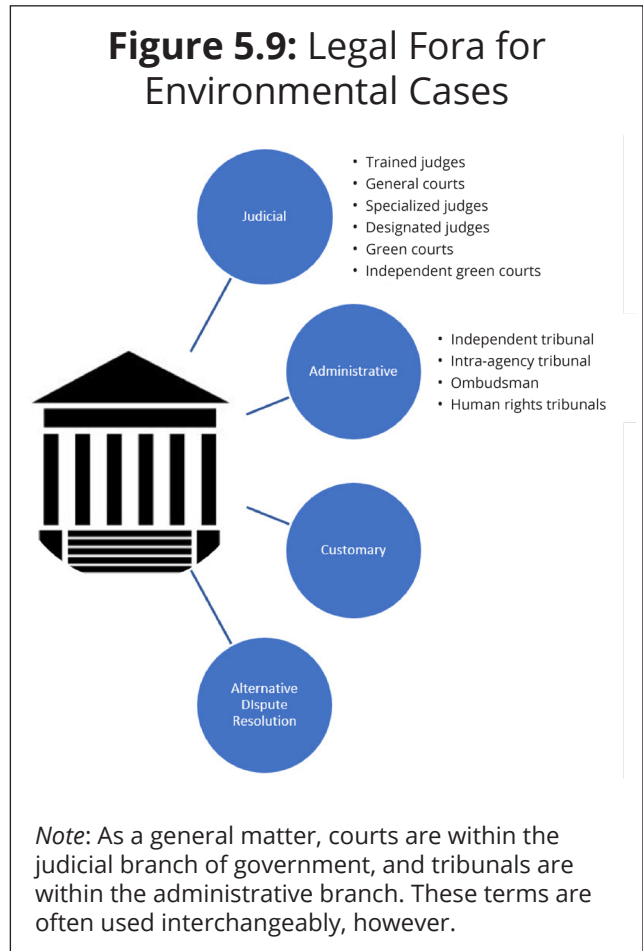 Figure 5.9: Legal Fora for
Environmental Cases
Judicial
• Trained judges
• General courts
• Specialized judges
• Designated judges
• Green courts
• Independent green courts
Administrative
• Independent tribunal
• Intra-agency tribunal
• Ombudsman
• Human rights tribunals
Customary
Alternative
DIspute
Resolution
Note: As a general matter, courts are within the
judicial branch of government, and tribunals are
within the administrative branch. These terms are
often used interchangeably, however.